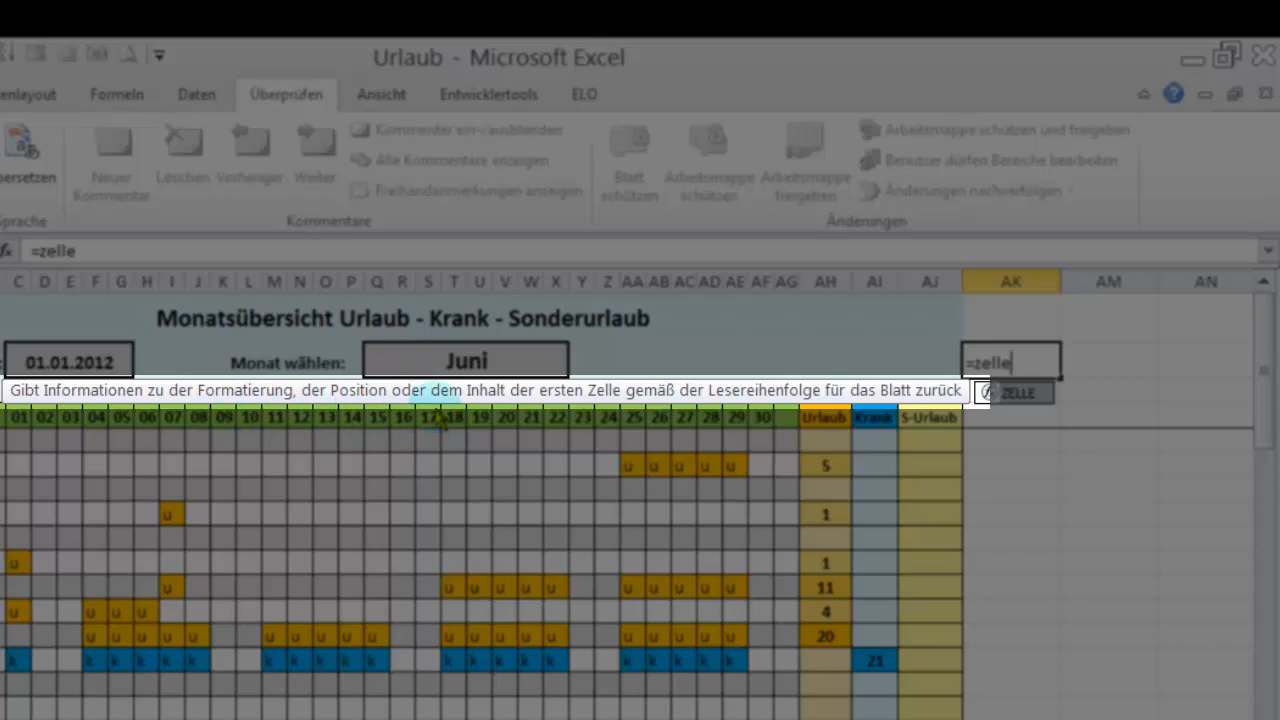 Urlaub - Microsoft Excel
enlayout Formeln Daten Überprüfen Ansicht Entwicklertools ELO
Kommentar ein-/ausblenden
Alle Kommentare anzeigen
Freihandanmerkungen anzeigen
ersetzen
Neuer Kommentar
Löschen Vorheriger Weiter
Blatt schützen
Arbeitsmappe schützen
Arbeitsmappe freigeben
Arbeitsmappe schützen und freigeben
Benutzer dürfen Bereiche bearbeiten
Änderungen nachverfolgen
prache Kommentare Änderungen
fx =zelle
C D E F G H I J K L M N O P Q R S T U V W X Y Z AA AB AC AD AE AF AG AH AI AJ AK AM AN
Monatsübersicht Urlaub - Krank - Sonderurlaub
: 01.01.2012 Monat wählen: Juni =zelle
Gibt Informationen zu der Formatierung, der Position oder dem Inhalt der ersten Zelle gemäß der Lesereihenfolge für das Blatt zurück ZELLE
01 02 03 04 05 06 07 08 09 10 11 12 13 14 15 16 17 18 19 20 21 22 23 24 25 26 27 28 29 30 Urlaub Krank S-Urlaub
u u u u u 5
u 1
u 1
u u u u u u u u u u u 11
u u u u 4
u u u u u u u u u u u u u u u u u u u u 20
k k k k k k k k k k k k k k k k k k k k k 21